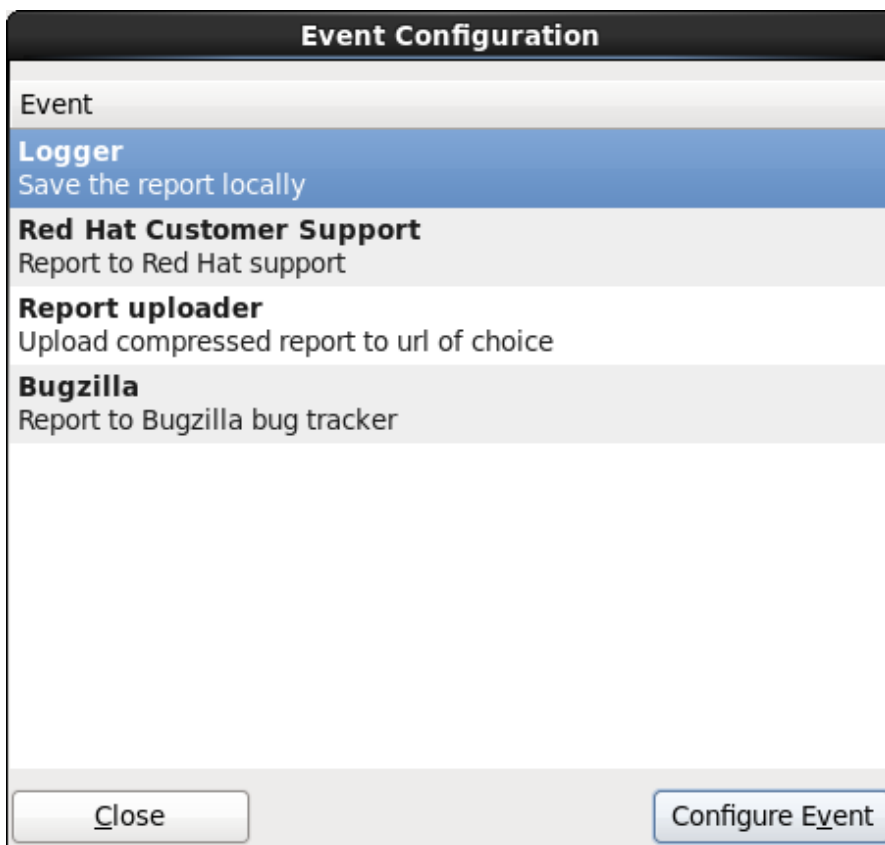 Event Configuration
Event
Logger
Save the report locally
Red Hat Customer Support
Report to Red Hat support
Report uploader
Upload compressed report to url of choice
Bugzilla
Report to Bugzilla bug tracker
Close
Configure Event